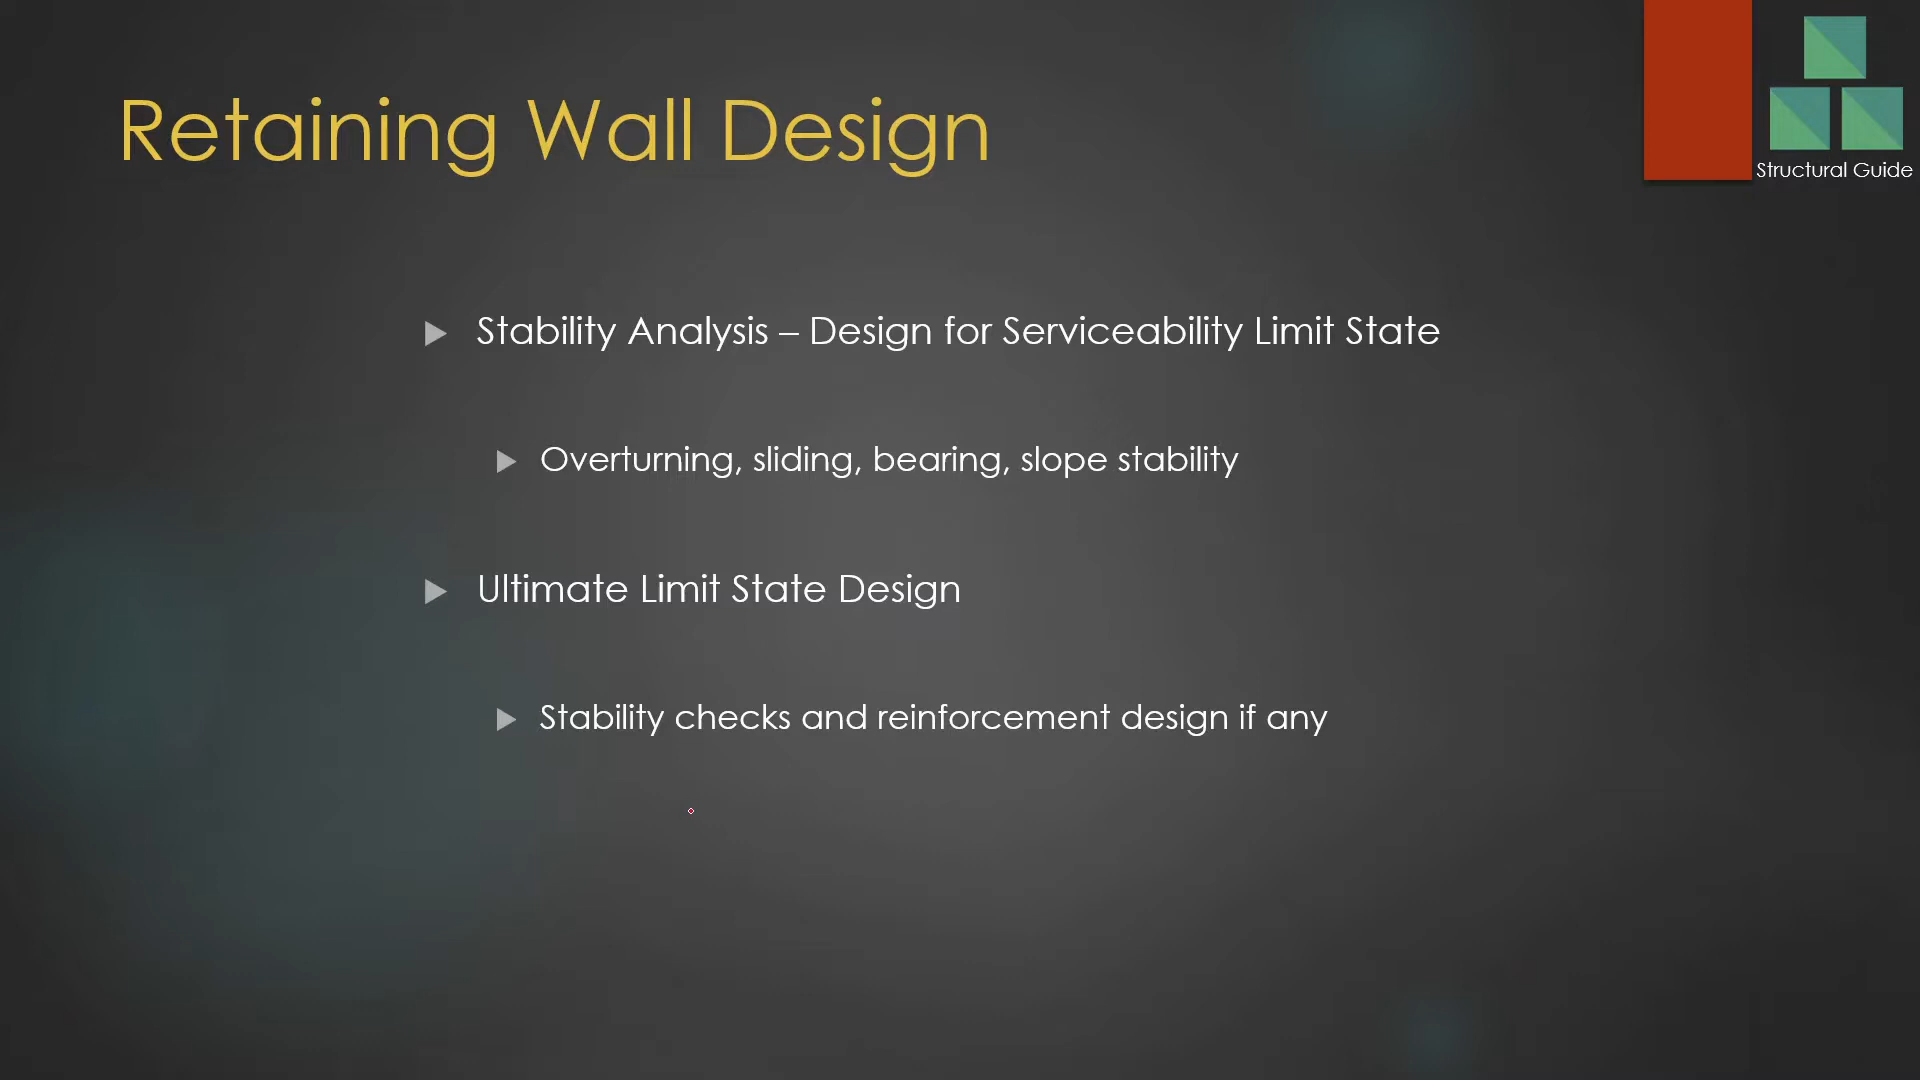 Retaining Wall Design
Structural Guide
Stability Analysis – Design for Serviceability Limit State
Overturning, sliding, bearing, slope stability
Ultimate Limit State Design
Stability checks and reinforcement design if any